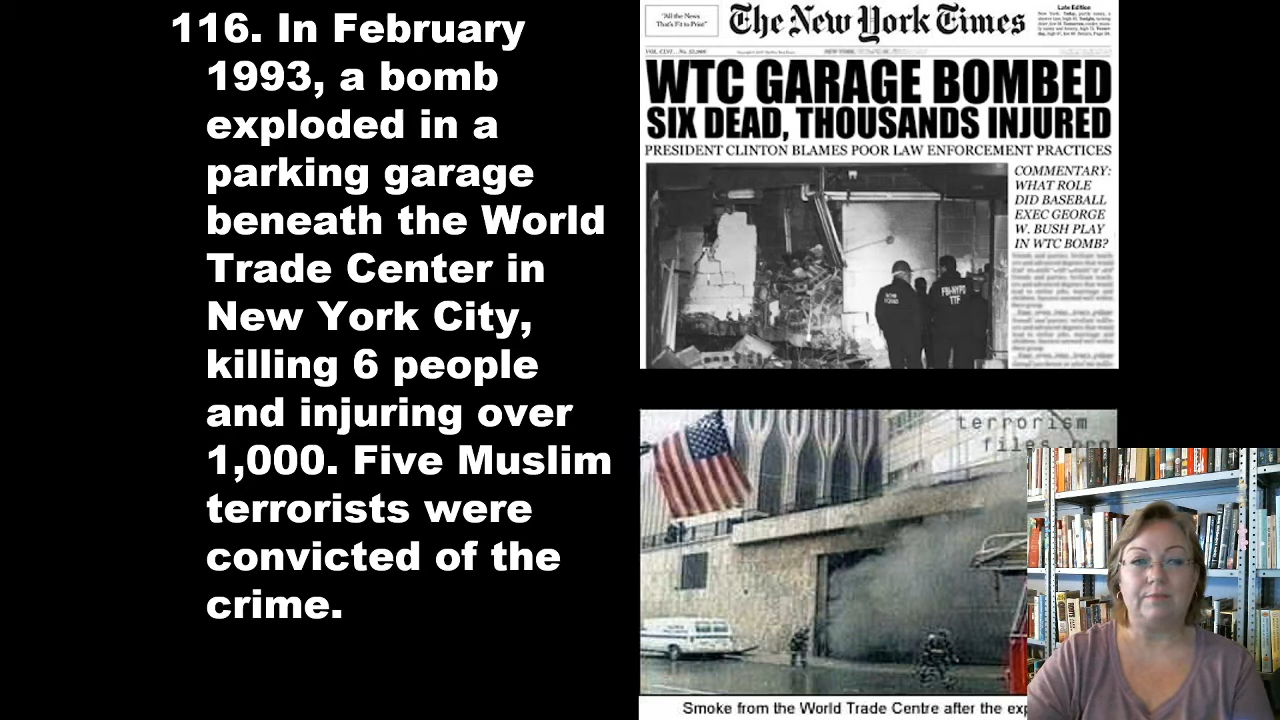 116. In February
1993, a bomb
exploded in a
parking garage
beneath the World
Trade Center in
New York City,
killing 6 people
and injuring over
1,000. Five Muslim
terrorists were
convicted of the
crime.
"All the News
That's Fit to Print"
The New York Times
Late Edition
WTC GARAGE BOMBED
SIX DEAD, THOUSANDS INJURED
PRESIDENT CLINTON BLAMES POOR LAW ENFORCEMENT PRACTICES
COMMENTARY:
WHAT ROLE
DID BASEBALL
EXEC GEORGE
W. BUSH PLAY
IN WTC BOMB?
FBI-NYPD
TTF
terrorism
files.org
Smoke from the World Trade Centre after the